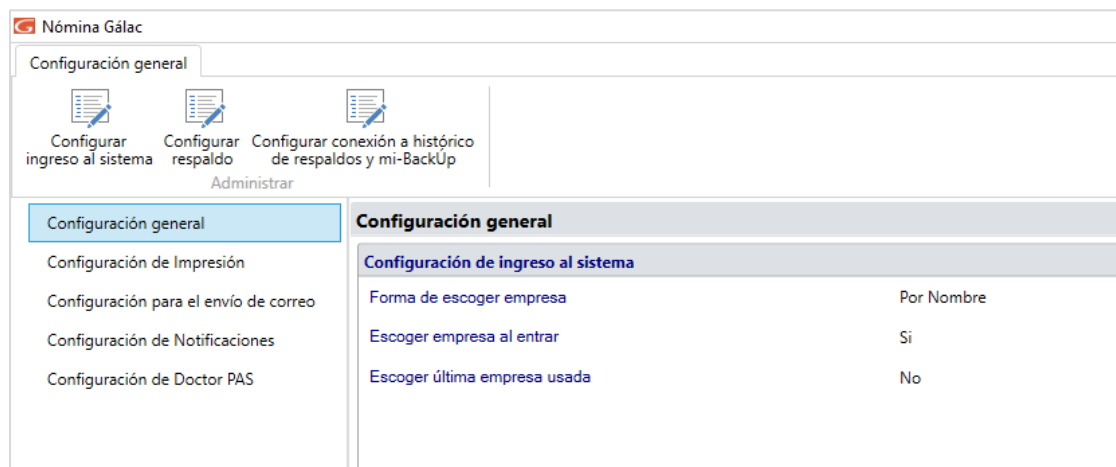 Nómina Gálac
Configuración general
Configurar
ingreso al sistema
Configurar
respaldo
Configurar conexión a histórico
de respaldos y mi-BackUp
Administrar
Configuración general
Configuración de Impresión
Configuración para el envío de correo
Configuración de Notificaciones
Configuración de Doctor PAS
Configuración general
Configuración de ingreso al sistema
Forma de escoger empresa Por Nombre
Escoger empresa al entrar Si
Escoger última empresa usada No